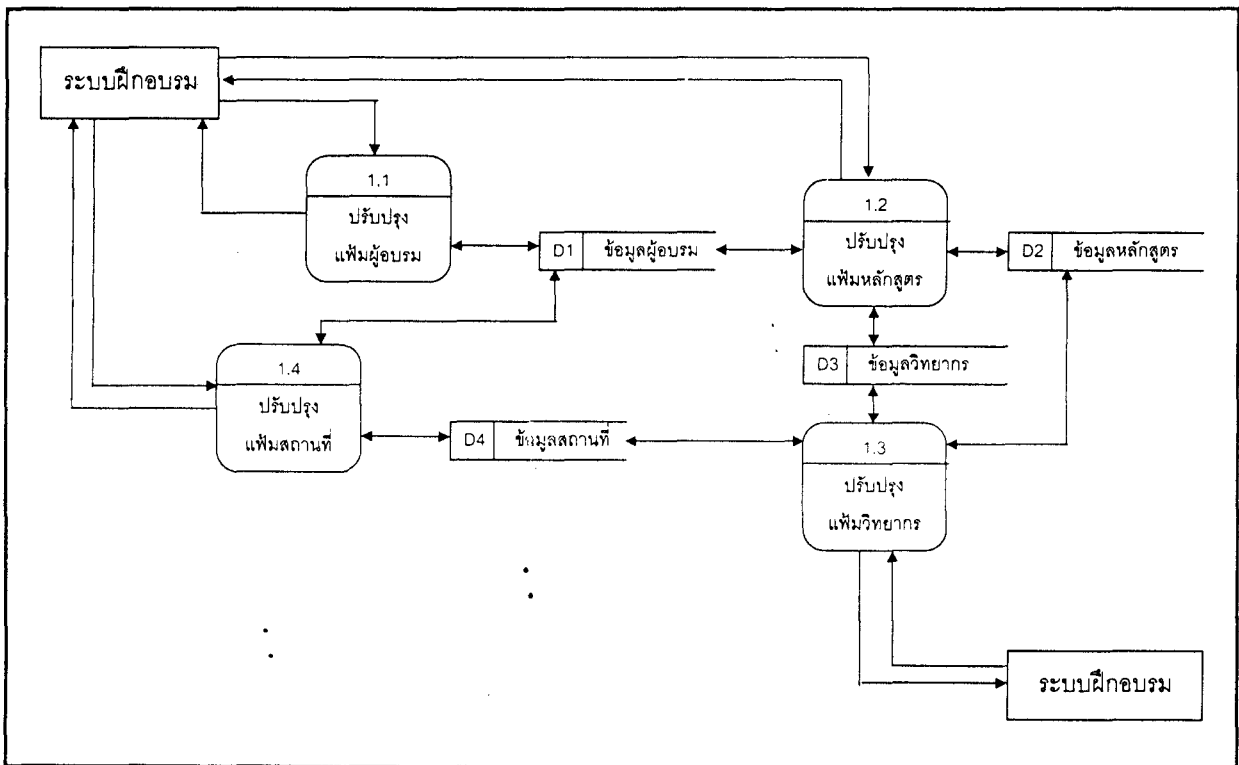 ระบบฝึกอบรม
1.1
ปรับปรุง
แฟ้มผู้อบรม
1.2
ปรับปรุง
แฟ้มหลักสูตร
D1 ข้อมูลผู้อบรม
D2 ข้อมูลหลักสูตร
D3 ข้อมูลวิทยากร
1.4
ปรับปรุง
แฟ้มสถานที่
D4 ข้อมูลสถานที่
1.3
ปรับปรุง
แฟ้มวิทยากร
ระบบฝึกอบรม